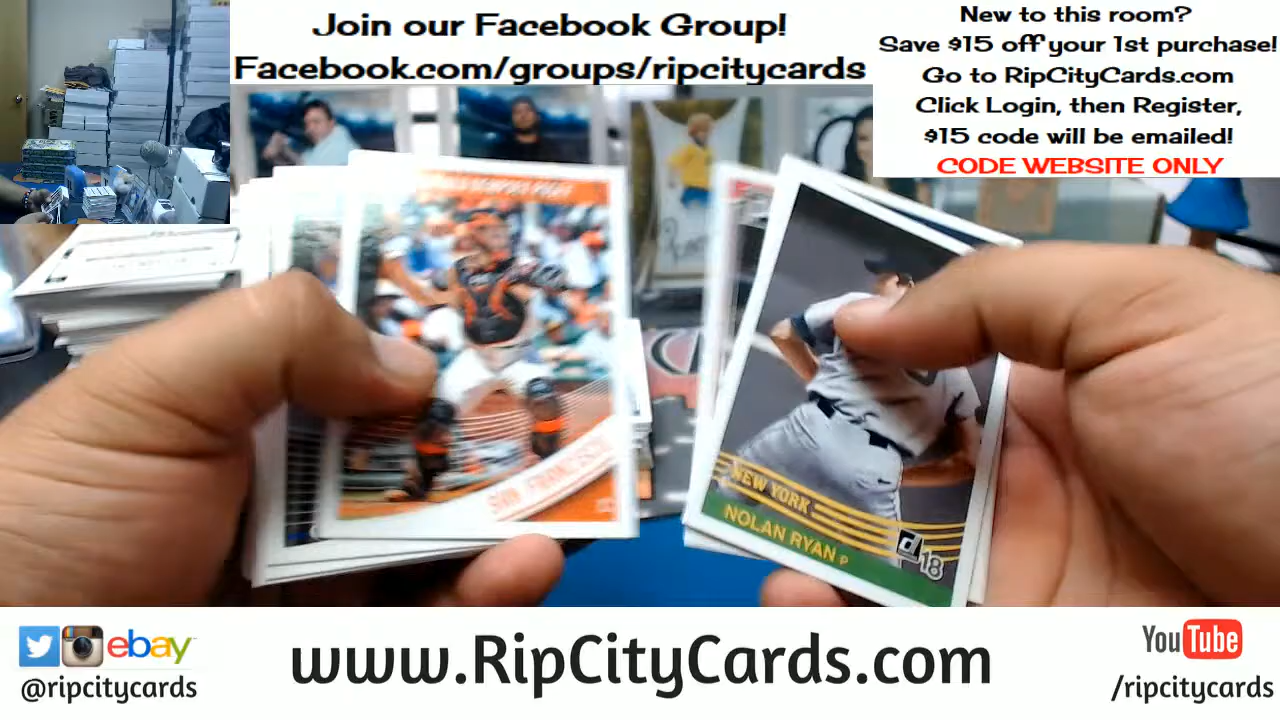 Join our Facebook Group!
Facebook.com/groups/ripcitycards
New to this room?
Save $15 off your 1st purchase!
Go to RipCityCards.com
Click Login, then Register,
$15 code will be emailed!
CODE WEBSITE ONLY
SAN FRANCISCO
NEW YORK
NOLAN RYAN P
18
ebay
@ripcitycards
www.RipCityCards.com
YouTube
/ripcitycards